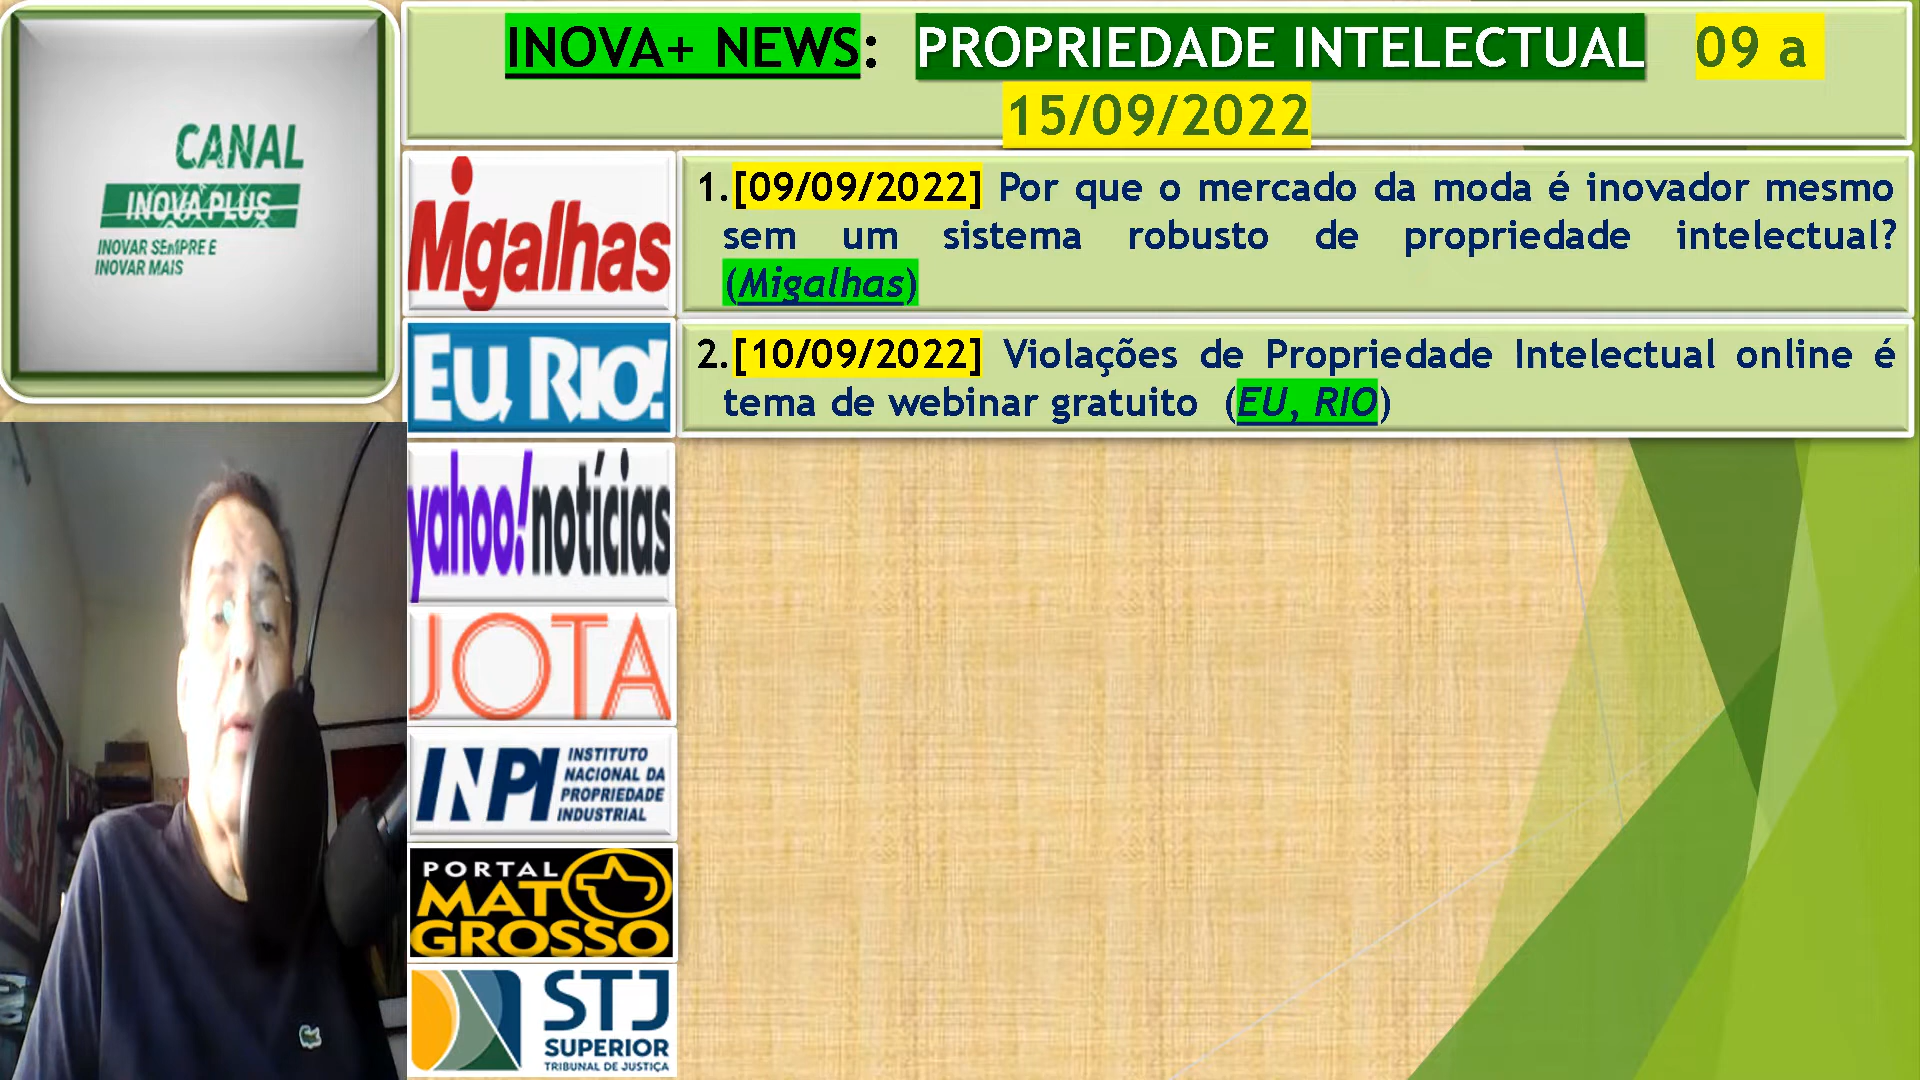 CANAL
INOVA PLUS
INOVAR SEMPRE E
INOVAR MAIS
INOVA+ NEWS: PROPRIEDADE INTELECTUAL 09 a
15/09/2022
Migalhas
1.[09/09/2022] Por que o mercado da moda é inovador mesmo
sem um sistema robusto de propriedade intelectual?
(Migalhas)
EU, RIO!
2.[10/09/2022] Violações de Propriedade Intelectual online é
tema de webinar gratuito (EU, RIO)
yahoo!notícias
JOTA
INPI INSTITUTO
NACIONAL DA
PROPRIEDADE
INDUSTRIAL
PORTAL
MATO
GROSSO
STJ
SUPERIOR
TRIBUNAL DE JUSTIÇA